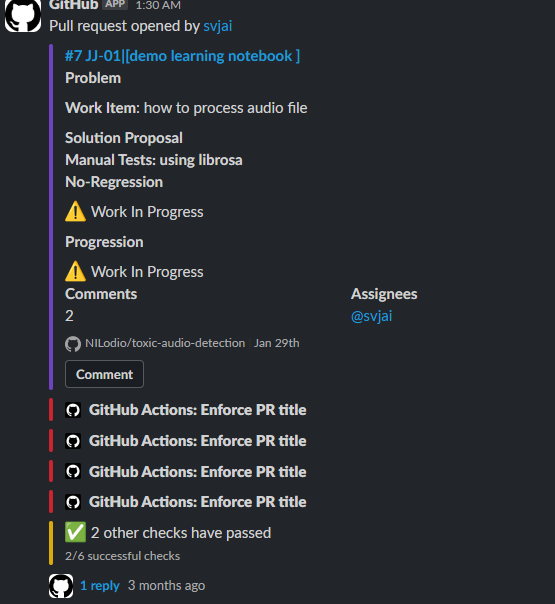 GitHub APP 1:30 AM
Pull request opened by svjai
#7 JJ-01|[demo learning notebook ]
Problem
Work Item: how to process audio file
Solution Proposal
Manual Tests: using librosa
No-Regression
⚠️ Work In Progress
Progression
⚠️ Work In Progress
Comments Assignees
2 @svjai
NILodio/toxic-audio-detection Jan 29th
Comment
GitHub Actions: Enforce PR title
GitHub Actions: Enforce PR title
GitHub Actions: Enforce PR title
GitHub Actions: Enforce PR title
✅ 2 other checks have passed
2/6 successful checks
1 reply 3 months ago